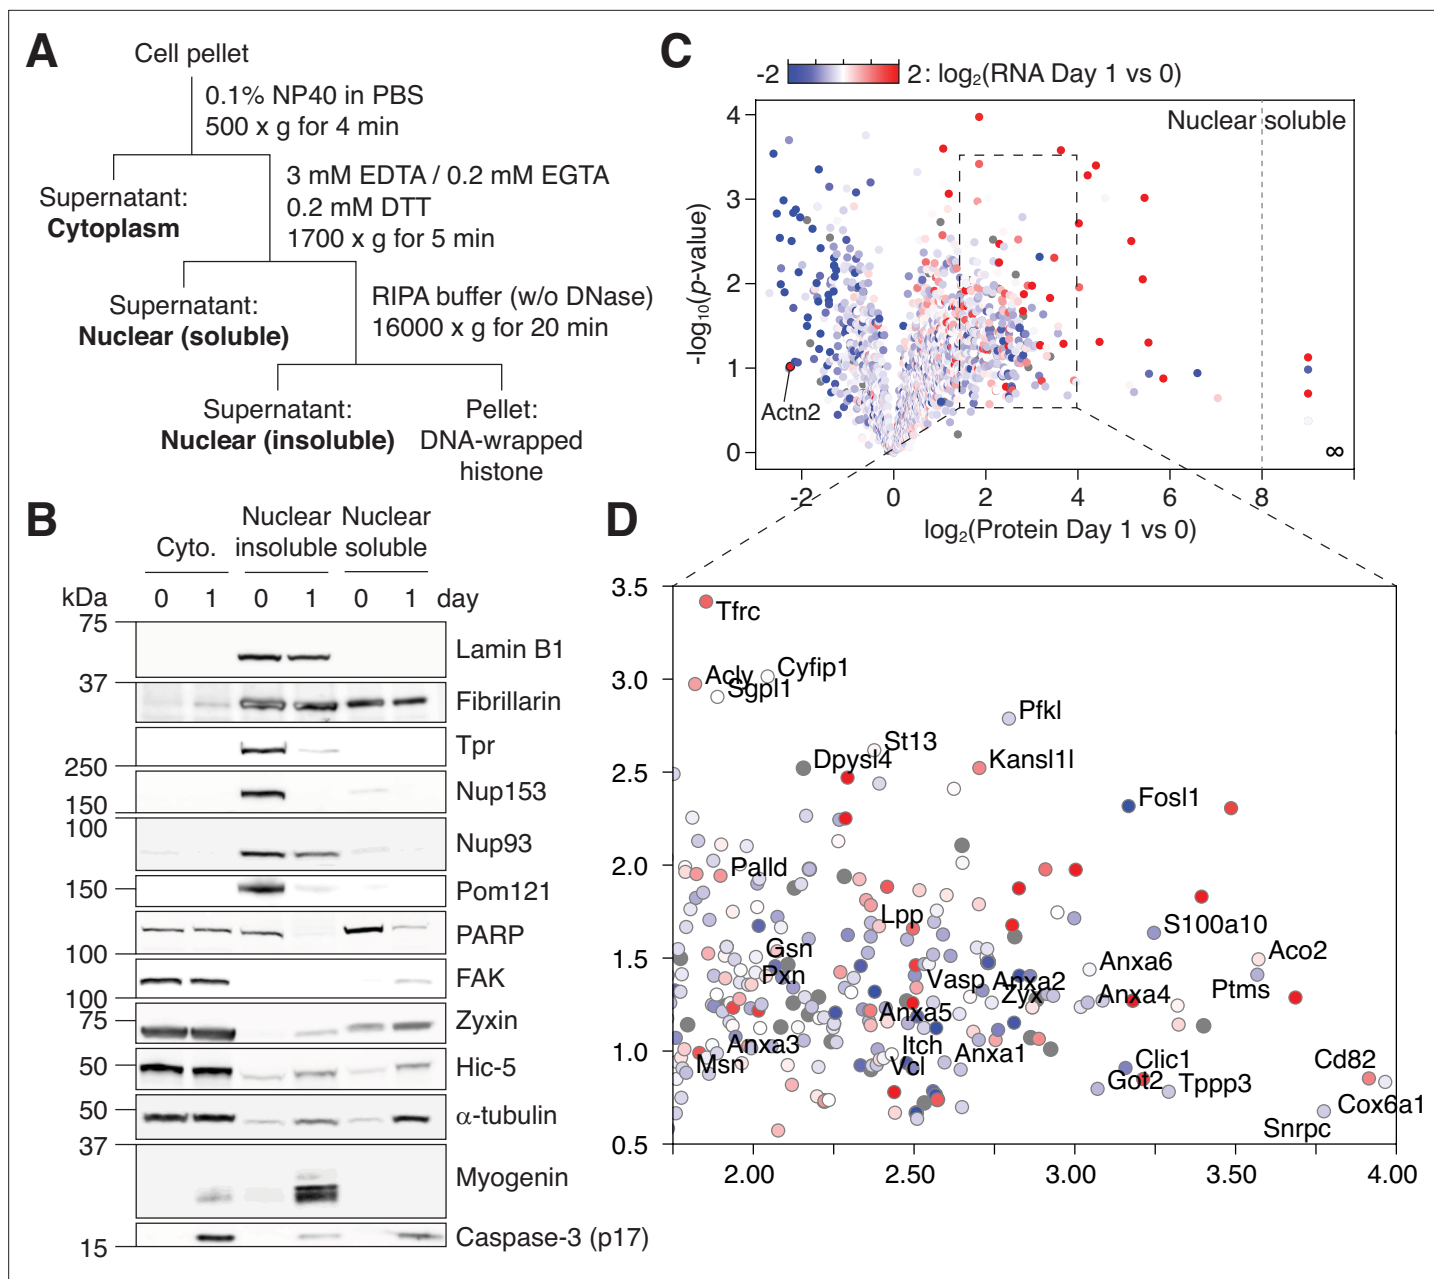 A
Cell pellet
0.1% NP40 in PBS
500 x g for 4 min
Supernatant:
Cytoplasm
3 mM EDTA / 0.2 mM EGTA
0.2 mM DTT
1700 x g for 5 min
Supernatant:
Nuclear (soluble)
RIPA buffer (w/o DNase)
16000 x g for 20 min
Supernatant:
Nuclear (insoluble)
Pellet:
DNA-wrapped
histone
B
Cyto.
Nuclear
insoluble
Nuclear
soluble
kDa
0 1 0 1 0 1 day
75
Lamin B1
37
Fibrillarin
Tpr
250
Nup153
150
100
Nup93
150
Pom121
PARP
100
FAK
100
75
Zyxin
50
Hic-5
50
α-tubulin
37
Myogenin
15
Caspase-3 (p17)
C
-2
2: log₂(RNA Day 1 vs 0)
Nuclear soluble
4
3
2
1
0
-log₁₀(p-value)
Actn2
∞
-2 0 2 4 6 8
log₂(Protein Day 1 vs 0)
D
3.5
3.0
2.5
2.0
1.5
1.0
0.5
Tfrc
Acly
Cyfip1
Sgpl1
Pfkl
St13
Dpysl4
Kansl1l
Fosl1
Palld
Lpp
S100a10
Gsn
Aco2
Pxn
Vasp
Anxa2
Anxa6
Ptms
Zyx
Anxa4
Anxa5
Anxa3
Itch
Anxa1
Msn
Vcl
Clic1
Cd82
Got2
Tppp3
Cox6a1
Snrpc
2.00 2.50 3.00 3.50 4.00